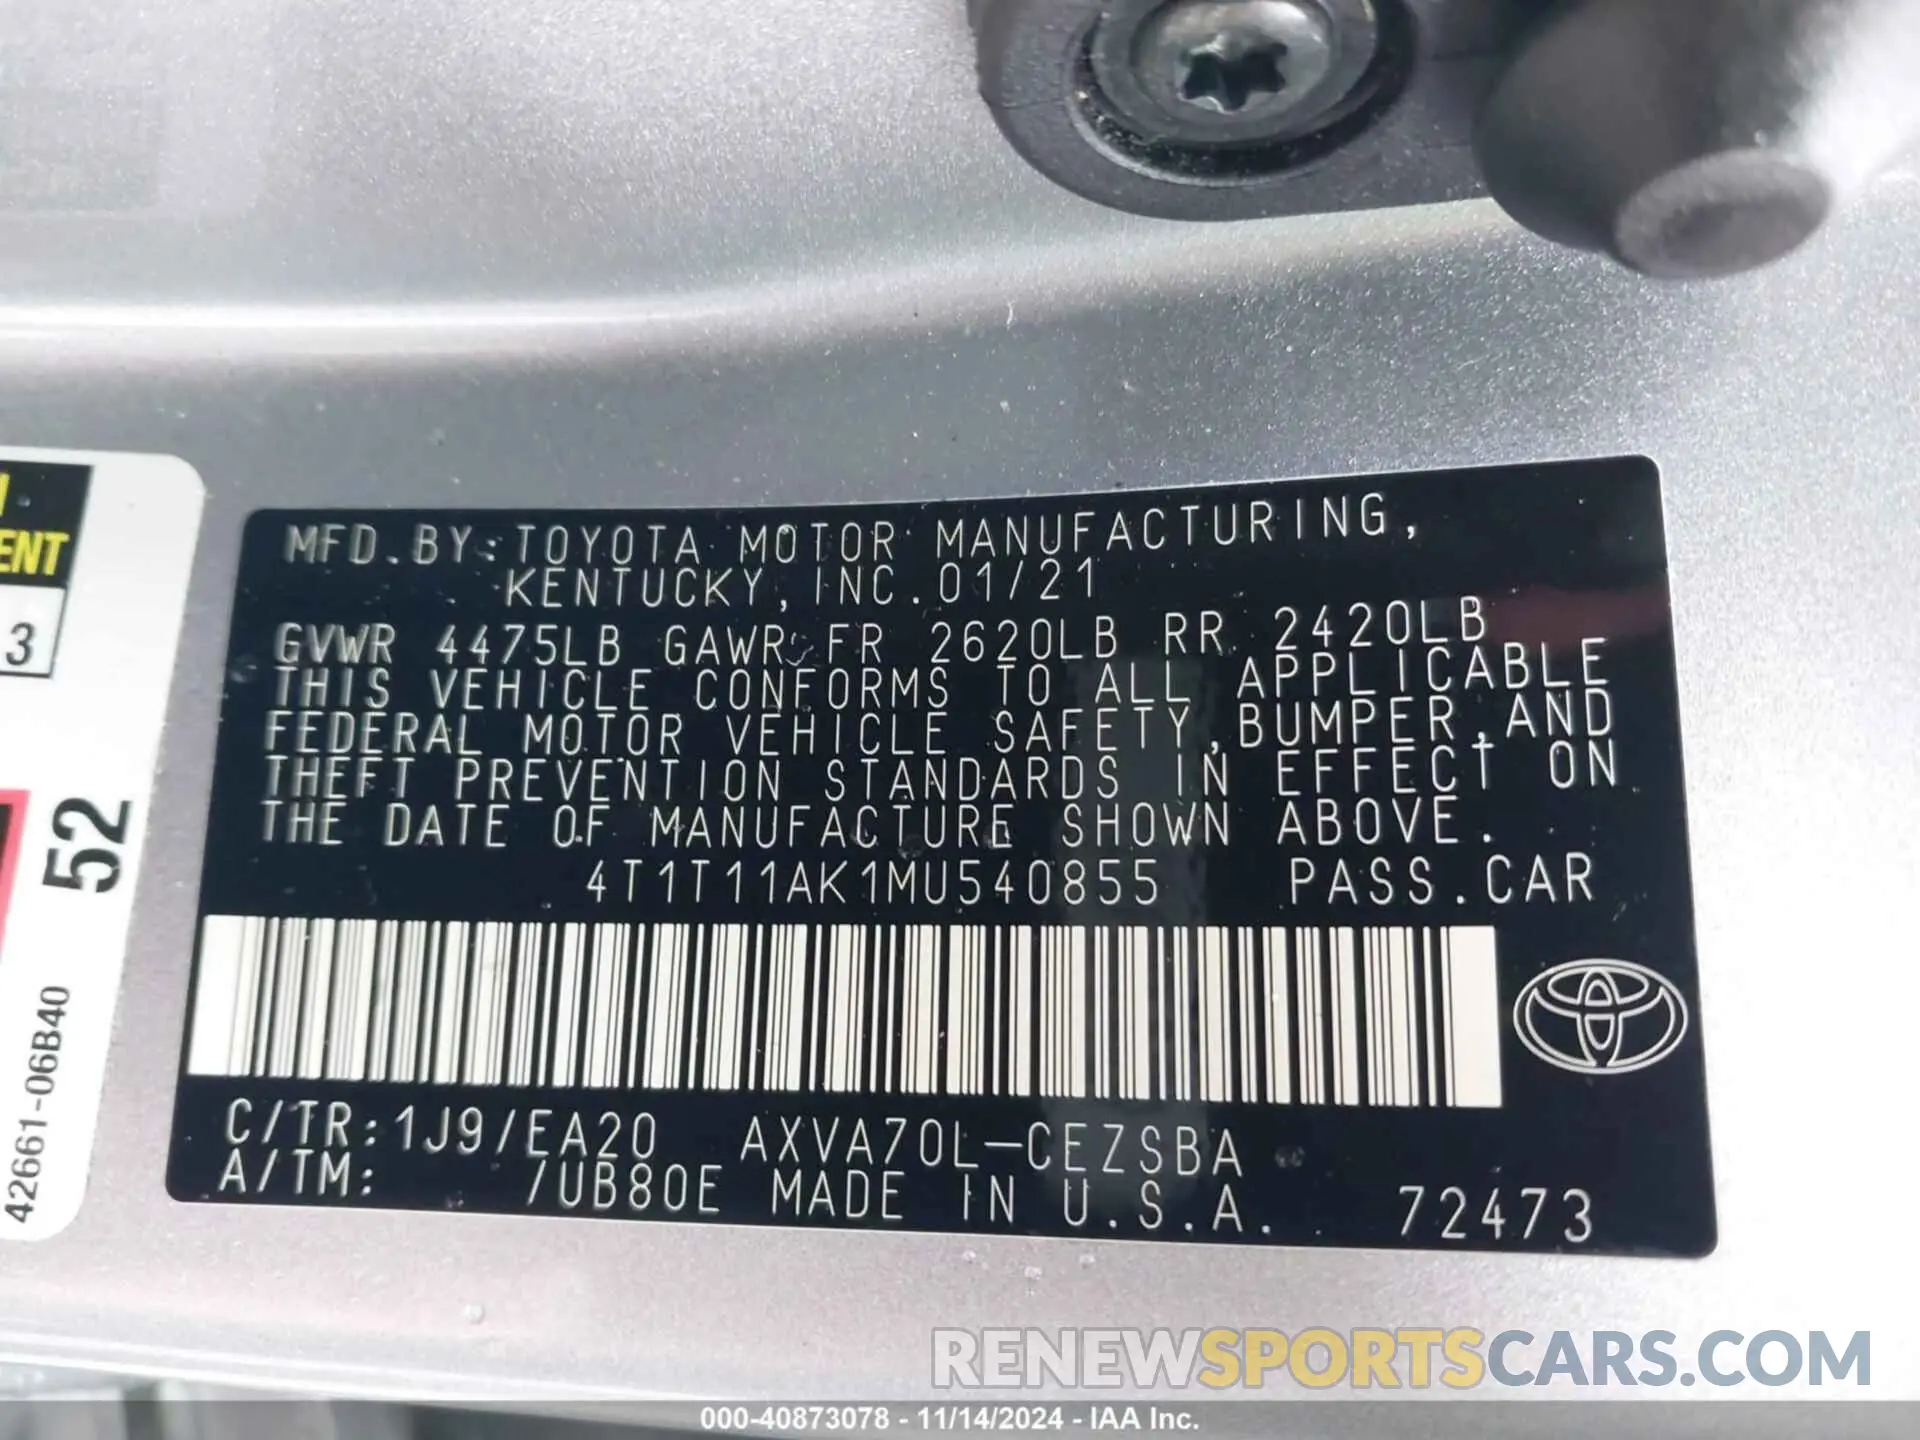 ENT
3
52
42661-06B40
MFD.BY:TOYOTA MOTOR MANUFACTURING,
KENTUCKY, INC.01/21
GVWR 4475LB GAWR FR 2620LB RR 2420LB
THIS VEHICLE CONFORMS TO ALL APPLICABLE
FEDERAL MOTOR VEHICLE SAFETY,BUMPER,AND
THEFT PREVENTION STANDARDS IN EFFECT ON
THE DATE OF MANUFACTURE SHOWN ABOVE.
4T1T11AK1MU540855 PASS.CAR
C/TR:1J9/EA20 AXVA70L-CEZSBA
A/TM: /UB80E MADE IN U.S.A. 72473
RENEWSPORTSCARS.COM
000-40873078 - 11/14/2024 - IAA Inc.